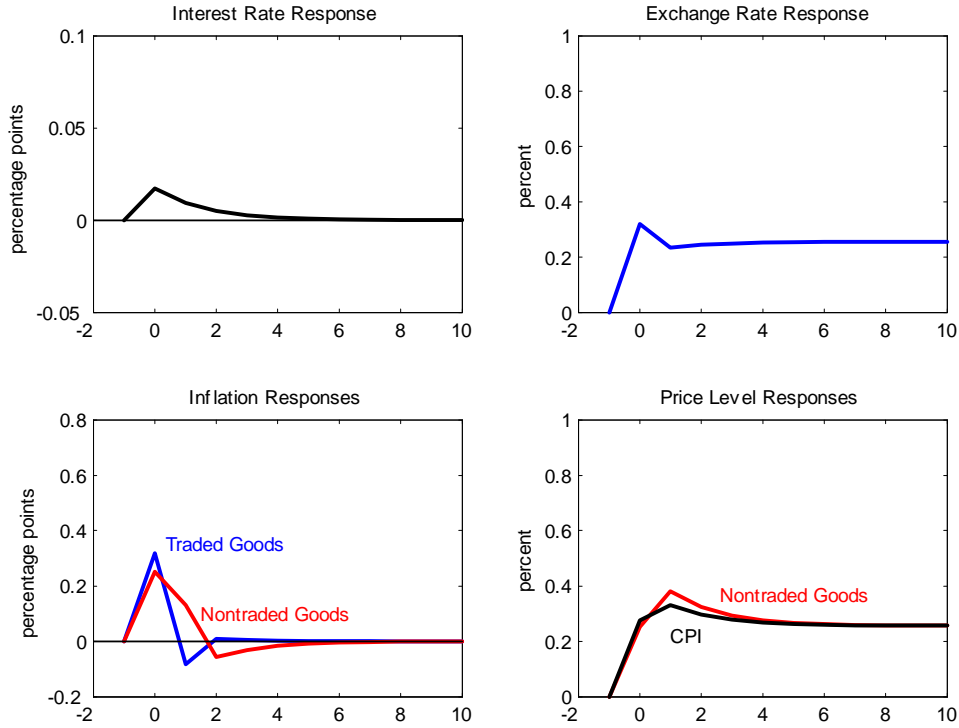 Interest Rate Response
0.1
0.05
0
-0.05
percentage points
-2 0 2 4 6 8 10
Exchange Rate Response
1
0.8
0.6
0.4
0.2
0
percent
-2 0 2 4 6 8 10
Inflation Responses
0.8
0.6
0.4
0.2
0
-0.2
percentage points
Traded Goods
Nontraded Goods
-2 0 2 4 6 8 10
Price Level Responses
1
0.8
0.6
0.4
0.2
0
percent
Nontraded Goods
CPI
-2 0 2 4 6 8 10